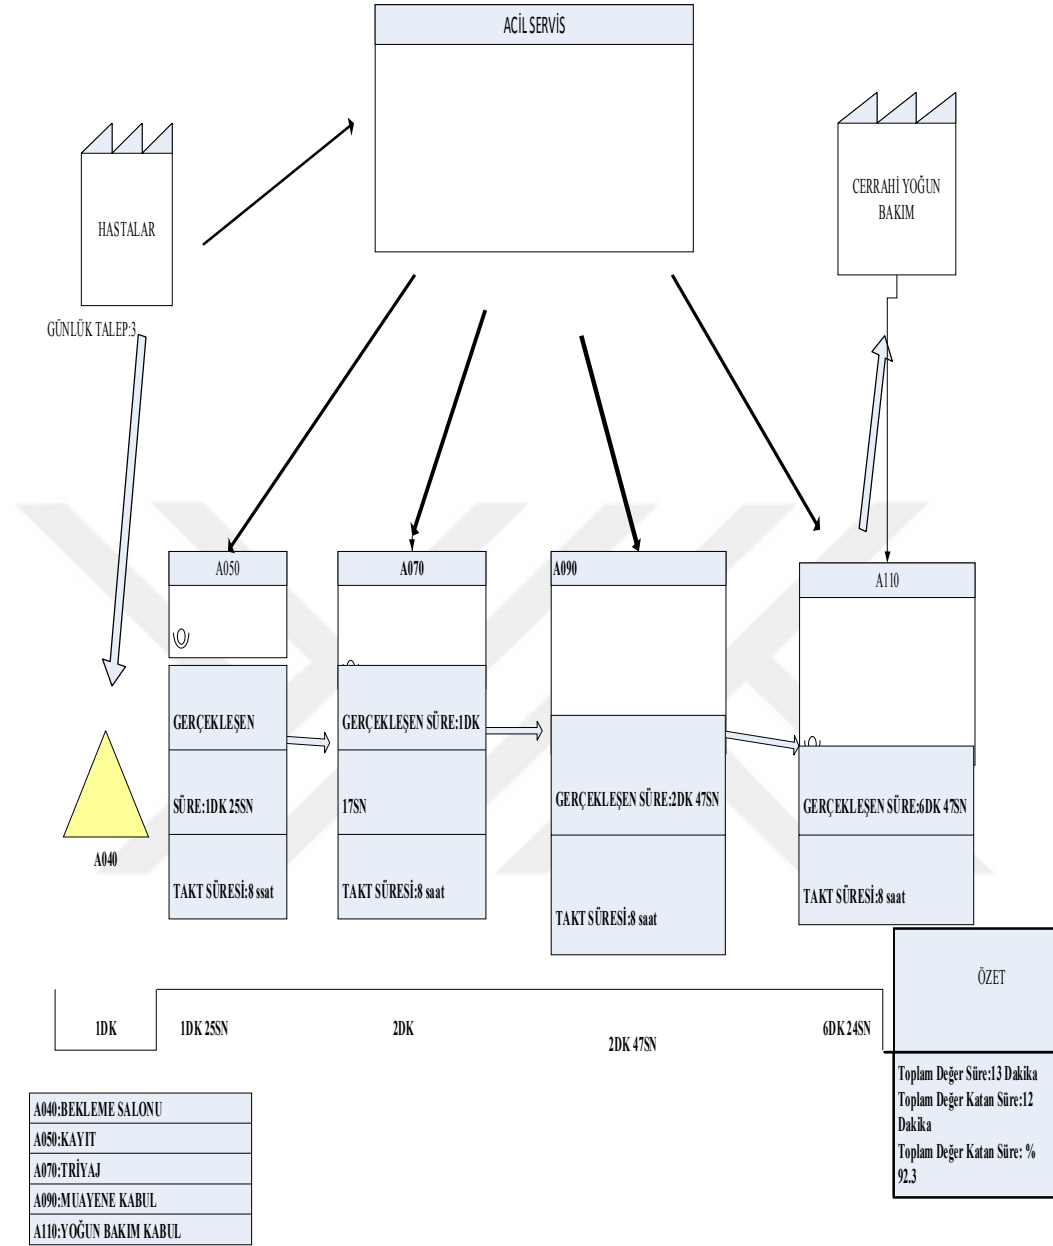 ACİL SERVİS
HASTALAR
CERRAHİ YOĞUN
BAKIM
GÜNLÜK TALEP:3
A050
A070
A090
A110
GERÇEKLEŞEN
SÜRE:1DK 25SN
TAKT SÜRESİ:8 ssat
GERÇEKLEŞEN SÜRE:1DK
17SN
TAKT SÜRESİ:8 saat
GERÇEKLEŞEN SÜRE:2DK 47SN
TAKT SÜRESİ:8 saat
GERÇEKLEŞEN SÜRE:6DK 47SN
TAKT SÜRESİ:8 saat
A040
1DK
1DK 25SN
2DK
2DK 47SN
6DK 24SN
ÖZET
Toplam Değer Süre:13 Dakika
Toplam Değer Katan Süre:12
Dakika
Toplam Değer Katan Süre: %
92.3
A040:BEKLEME SALONU
A050:KAYIT
A070:TRİYAJ
A090:MUAYENE KABUL
A110:YOĞUN BAKIM KABUL